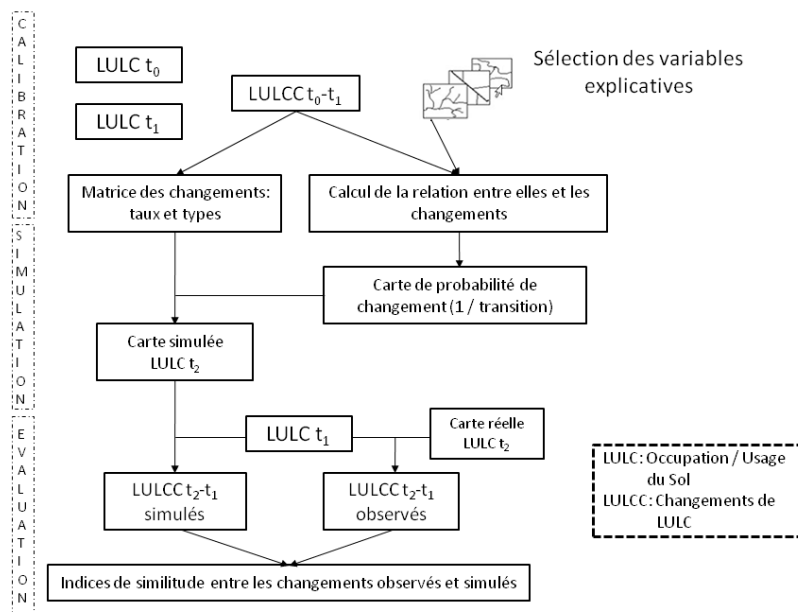 CALIBRATION
LULC t₀
LULC t₁
LULCC t₀-t₁
Sélection des variables
explicatives
Matrice des changements:
taux et types
Calcul de la relation entre elles et les
changements
SIMULATION
Carte de probabilité de
changement (1 / transition)
Carte simulée
LULC t₂
EVALUATION
LULC t₁
Carte réelle
LULC t₂
LULCC t₂-t₁
simulés
LULCC t₂-t₁
observés
Indices de similitude entre les changements observés et simulés
LULC: Occupation / Usage
du Sol
LULCC: Changements de
LULC